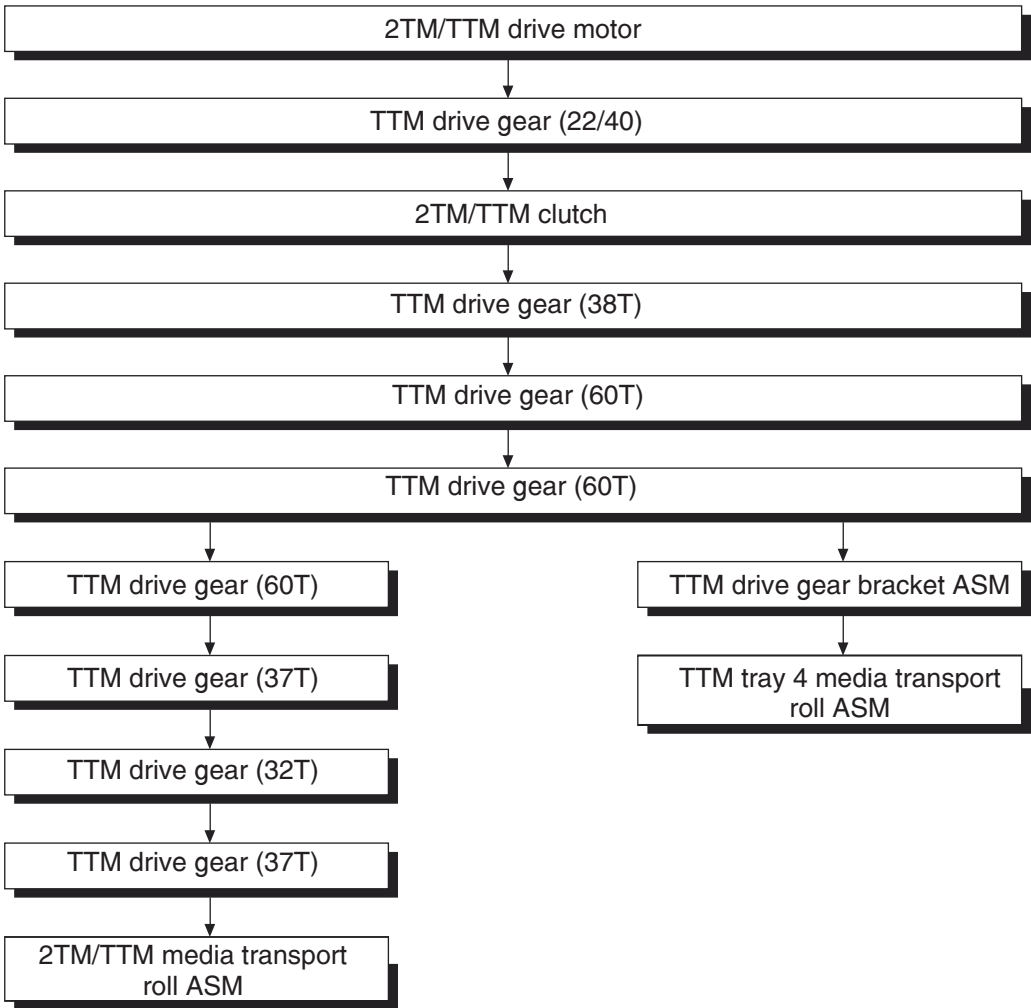 2TM/TTM drive motor
TTM drive gear (22/40)
2TM/TTM clutch
TTM drive gear (38T)
TTM drive gear (60T)
TTM drive gear (60T)
TTM drive gear (60T)
TTM drive gear (37T)
TTM drive gear (32T)
TTM drive gear (37T)
2TM/TTM media transport
roll ASM
TTM drive gear bracket ASM
TTM tray 4 media transport
roll ASM